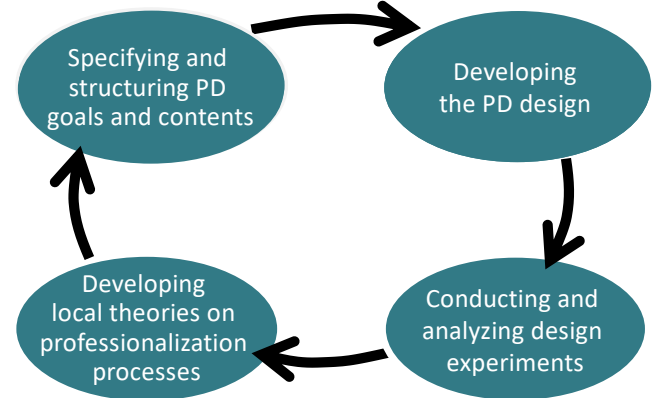 Specifying and
structuring PD
goals and contents
Developing
the PD design
Conducting and
analyzing design
experiments
Developing
local theories on
professionalization
processes